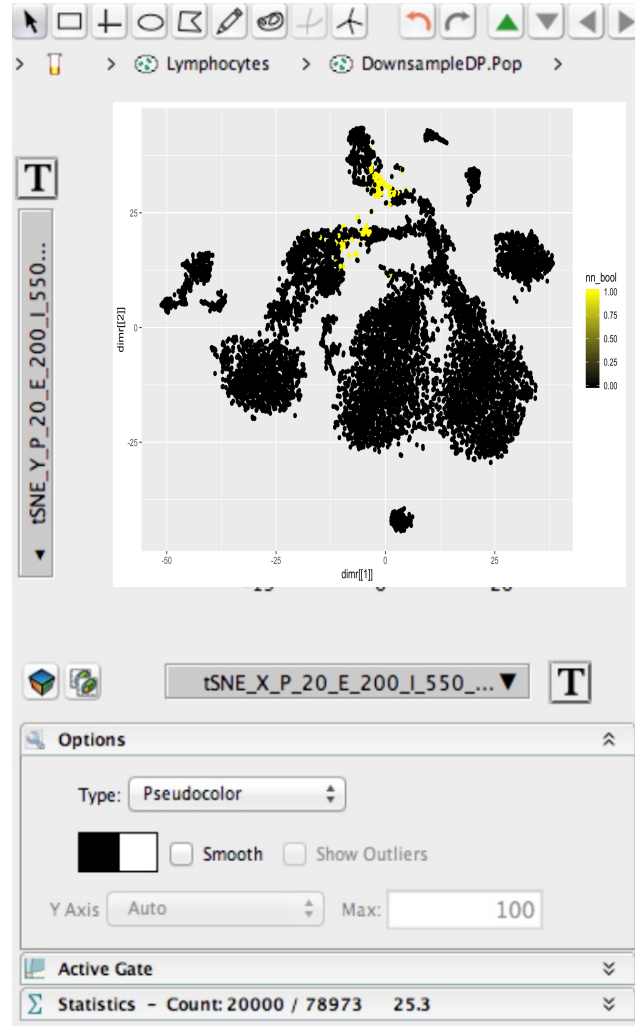 > > Lymphocytes > DownsampleDP.Pop >
T
tSNE_Y_P_20_E_200_I_550...
dimr[[2]]
25
0
-25
-50
-25
0
25
dimr[[1]]
nn_bool
1.00
0.75
0.50
0.25
0.00
tSNE_X_P_20_E_200_I_550_...
T
Options
Type: Pseudocolor
Smooth Show Outliers
Y Axis Auto Max: 100
Active Gate
Σ Statistics - Count: 20000 / 78973 25.3